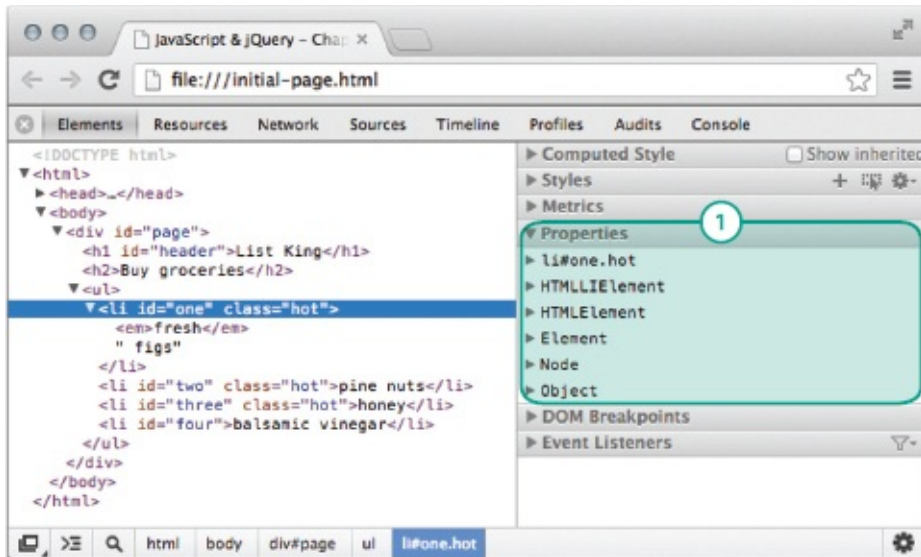 JavaScript & jQuery – Chap
file:///initial-page.html
Elements Resources Network Sources Timeline Profiles Audits Console
<!DOCTYPE html>
▼<html>
▶<head>…</head>
▼<body>
▼<div id="page">
<h1 id="header">List King</h1>
<h2>Buy groceries</h2>
▼<ul>
▼<li id="one" class="hot">
<em>fresh</em>
" figs"
</li>
<li id="two" class="hot">pine nuts</li>
<li id="three" class="hot">honey</li>
<li id="four">balsamic vinegar</li>
</ul>
</div>
</body>
</html>
▶ Computed Style Show inherited
▶ Styles
▶ Metrics
1
▼ Properties
▶ li#one.hot
▶ HTMLLIElement
▶ HTMLElement
▶ Element
▶ Node
▶ Object
▶ DOM Breakpoints
▶ Event Listeners
html body div#page ul li#one.hot